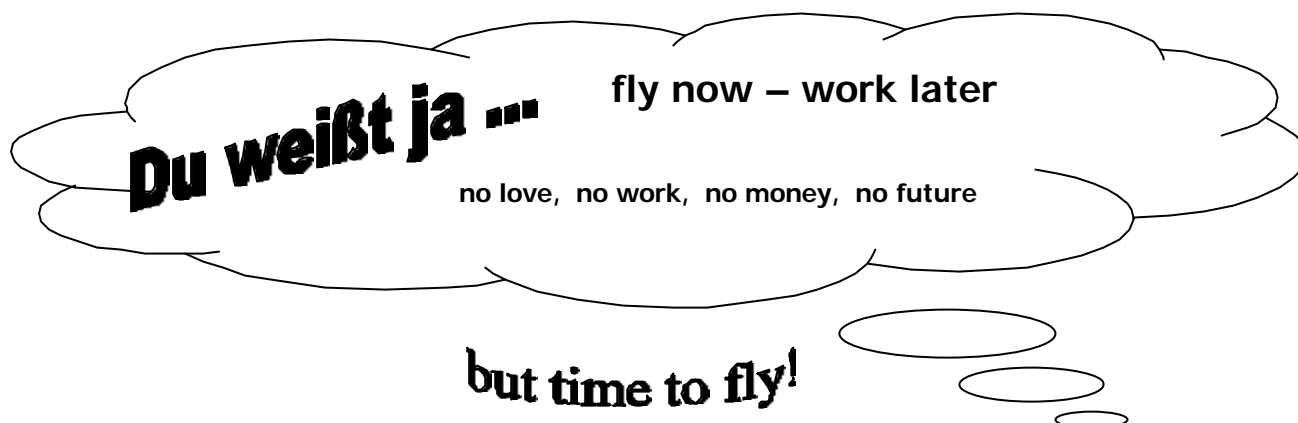 Du weißt ja ...
fly now – work later
no love, no work, no money, no future
but time to fly!